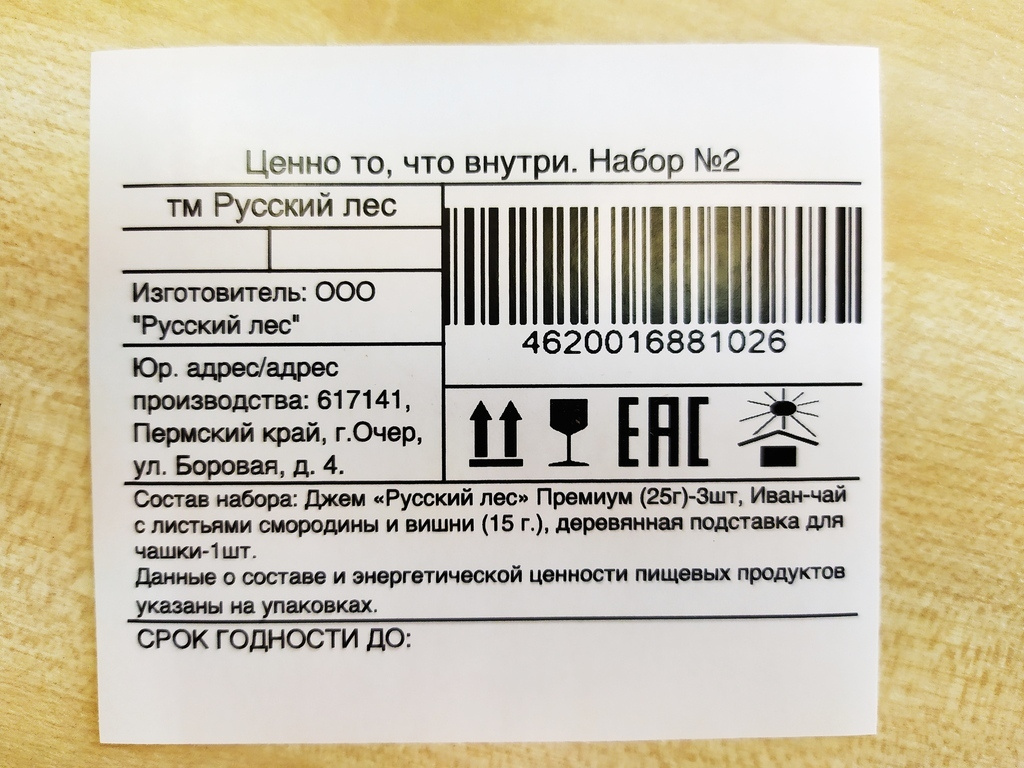 Ценно то, что внутри. Набор №2
тм Русский лес
Изготовитель: ООО
"Русский лес"
Юр. адрес/адрес
производства: 617141,
Пермский край, г.Очер,
ул. Боровая, д. 4.
4620016881026
EAC
Состав набора: Джем «Русский лес» Премиум (25г)-3шт, Иван-чай
с листьями смородины и вишни (15 г.), деревянная подставка для
чашки-1шт.
Данные о составе и энергетической ценности пищевых продуктов
указаны на упаковках.
СРОК ГОДНОСТИ ДО: